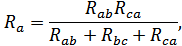 R_a = \frac{R_{ab}R_{ca}}{R_{ab} + R_{bc} + R_{ca}},